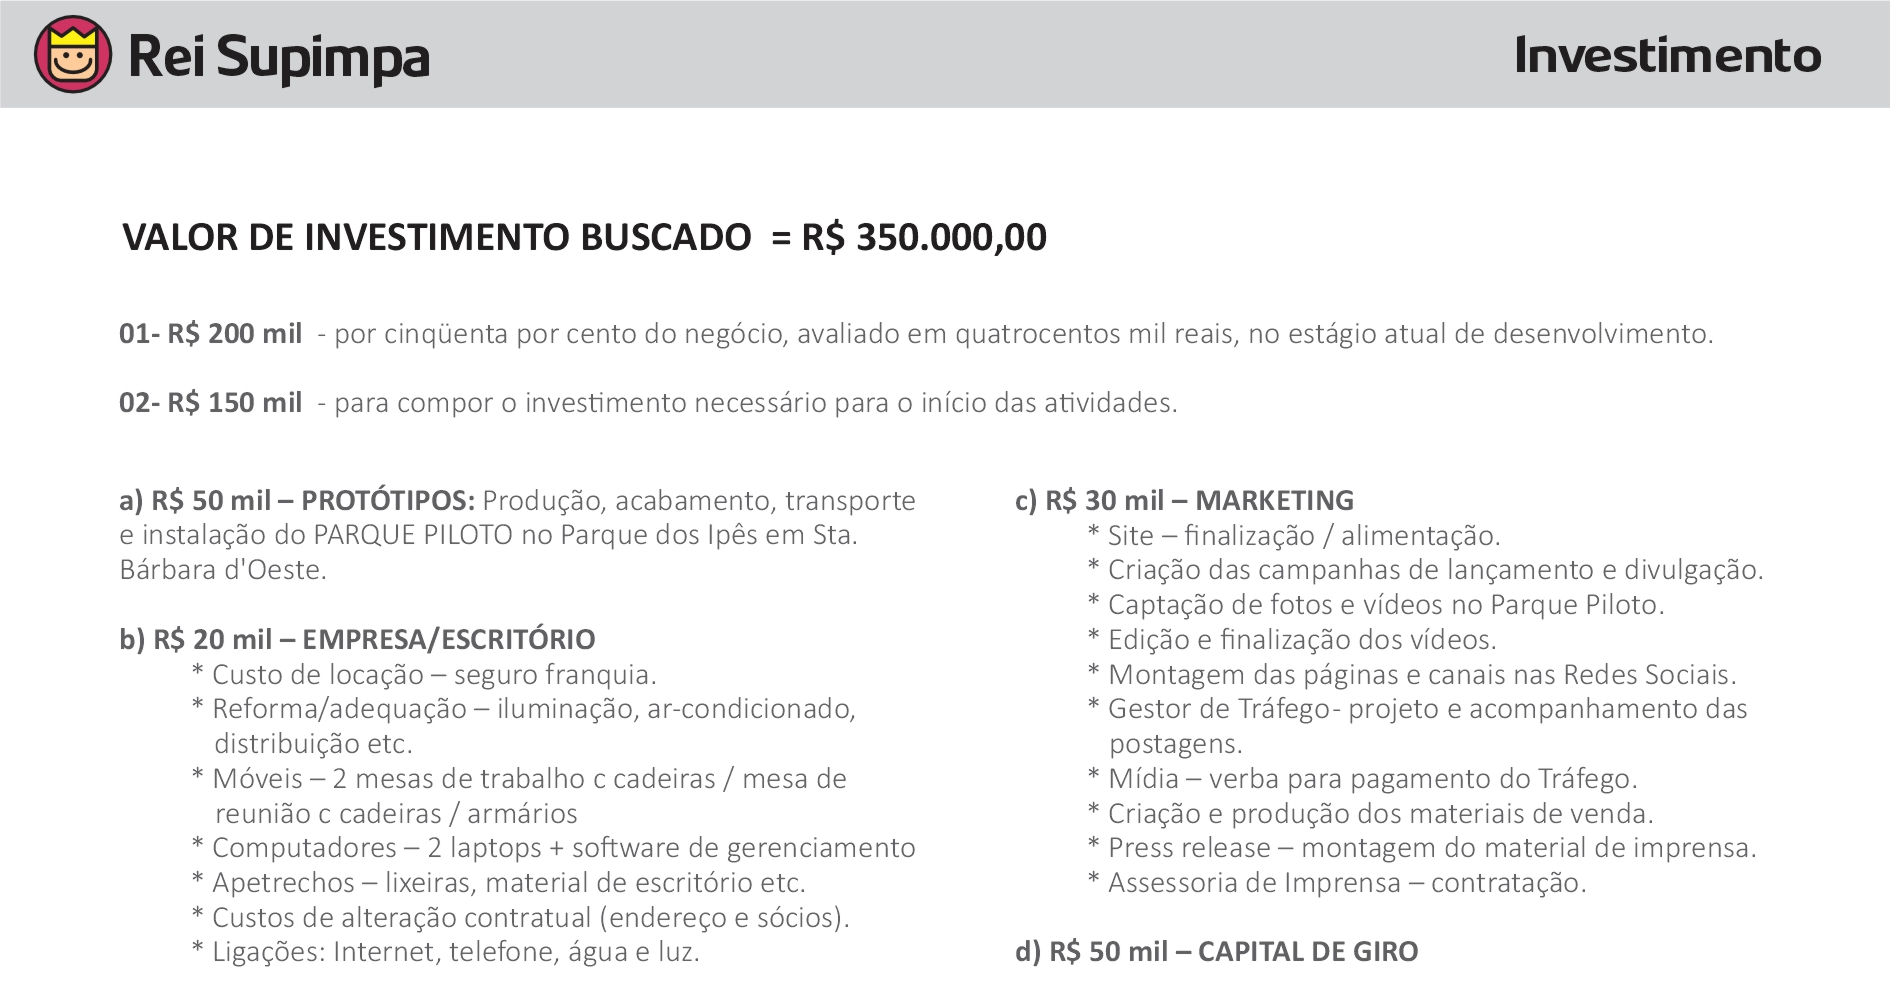 Rei Supimpa
Investimento
VALOR DE INVESTIMENTO BUSCADO = R$ 350.000,00
01- R$ 200 mil - por cinqüenta por cento do negócio, avaliado em quatrocentos mil reais, no estágio atual de desenvolvimento.
02- R$ 150 mil - para compor o investimento necessário para o início das atividades.
a) R$ 50 mil – PROTÓTIPOS: Produção, acabamento, transporte
e instalação do PARQUE PILOTO no Parque dos Ipês em Sta.
Bárbara d'Oeste.
b) R$ 20 mil – EMPRESA/ESCRITÓRIO
* Custo de locação – seguro franquia.
* Reforma/adequação – iluminação, ar-condicionado,
distribuição etc.
* Móveis – 2 mesas de trabalho c cadeiras / mesa de
reunião c cadeiras / armários
* Computadores – 2 laptops + software de gerenciamento
* Apetrechos – lixeiras, material de escritório etc.
* Custos de alteração contratual (endereço e sócios).
* Ligações: Internet, telefone, água e luz.
c) R$ 30 mil – MARKETING
* Site – finalização / alimentação.
* Criação das campanhas de lançamento e divulgação.
* Captação de fotos e vídeos no Parque Piloto.
* Edição e finalização dos vídeos.
* Montagem das páginas e canais nas Redes Sociais.
* Gestor de Tráfego- projeto e acompanhamento das
postagens.
* Mídia – verba para pagamento do Tráfego.
* Criação e produção dos materiais de venda.
* Press release – montagem do material de imprensa.
* Assessoria de Imprensa – contratação.
d) R$ 50 mil – CAPITAL DE GIRO